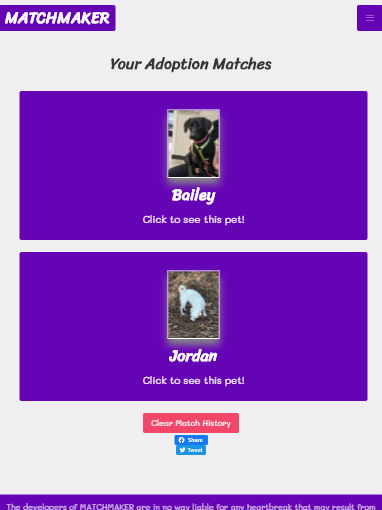 MATCHMAKER
Your Adoption Matches
Bailey
Click to see this pet!
Jordan
Click to see this pet!
Clear Match History
Share
Tweet
The developers of MATCHMAKER are in no way liable for any heartbreak that may result from